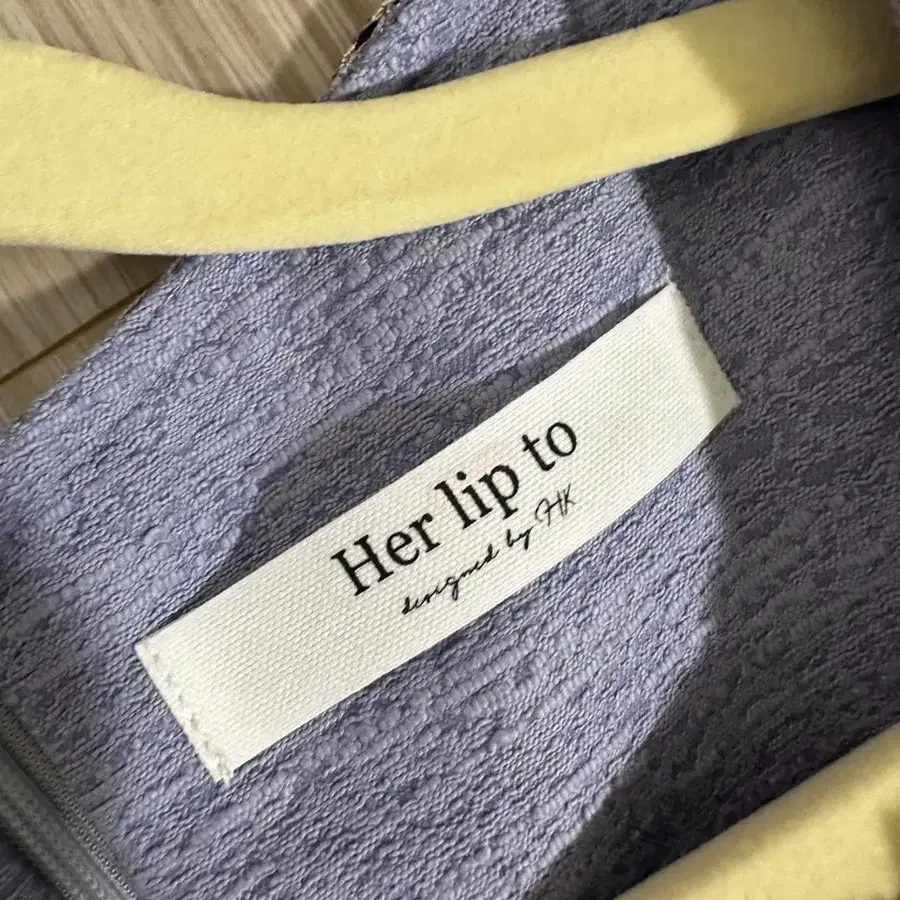 Her lip to
designed by HK